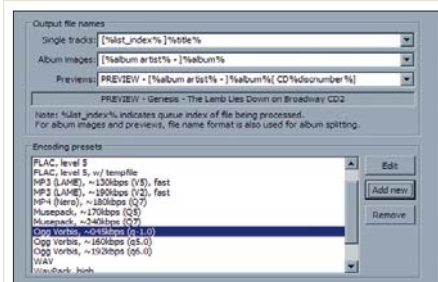 Output file names
Single tracks: [%list_index% ]%title%
Album images: [%album artist% - ]%album%
Previews: PREVIEW - [%album artist% - ]%album%[ CD%discnumber%]
PREVIEW - Genesis - The Lamb Lies Down on Broadway CD2
Note: %list_index% indicates queue index of file being processed.
For album images and previews, file name format is also used for album splitting.
Encoding presets
FLAC, level 5
FLAC, level 5, w/ tempfile
MP3 (LAME), ~130kbps (V5), fast
MP3 (LAME), ~190kbps (V2), fast
MP4 (Nero), ~180kbps (Q7)
Musepack, ~170kbps (Q5)
Musepack, ~240kbps (Q7)
Ogg Vorbis, ~045kbps (q-1.0)
Ogg Vorbis, ~160kbps (q5.0)
Ogg Vorbis, ~192kbps (q6.0)
WAV
WavPack, high
Edit
Add new
Remove